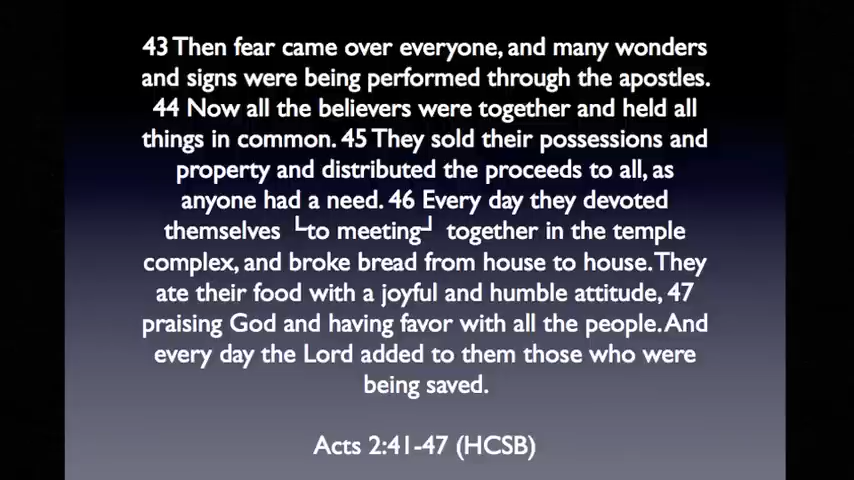 43 Then fear came over everyone, and many wonders
and signs were being performed through the apostles.
44 Now all the believers were together and held all
things in common. 45 They sold their possessions and
property and distributed the proceeds to all, as
anyone had a need. 46 Every day they devoted
themselves └to meeting┘ together in the temple
complex, and broke bread from house to house. They
ate their food with a joyful and humble attitude, 47
praising God and having favor with all the people. And
every day the Lord added to them those who were
being saved.
Acts 2:41-47 (HCSB)